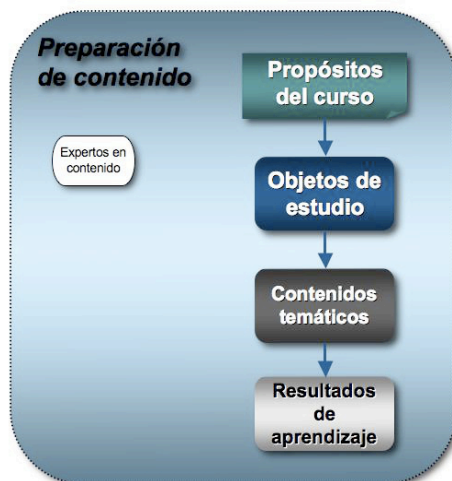 Preparación
de contenido
Propósitos
del curso
Expertos en
contenido
Objetos de
estudio
Contenidos
temáticos
Resultados
de
aprendizaje